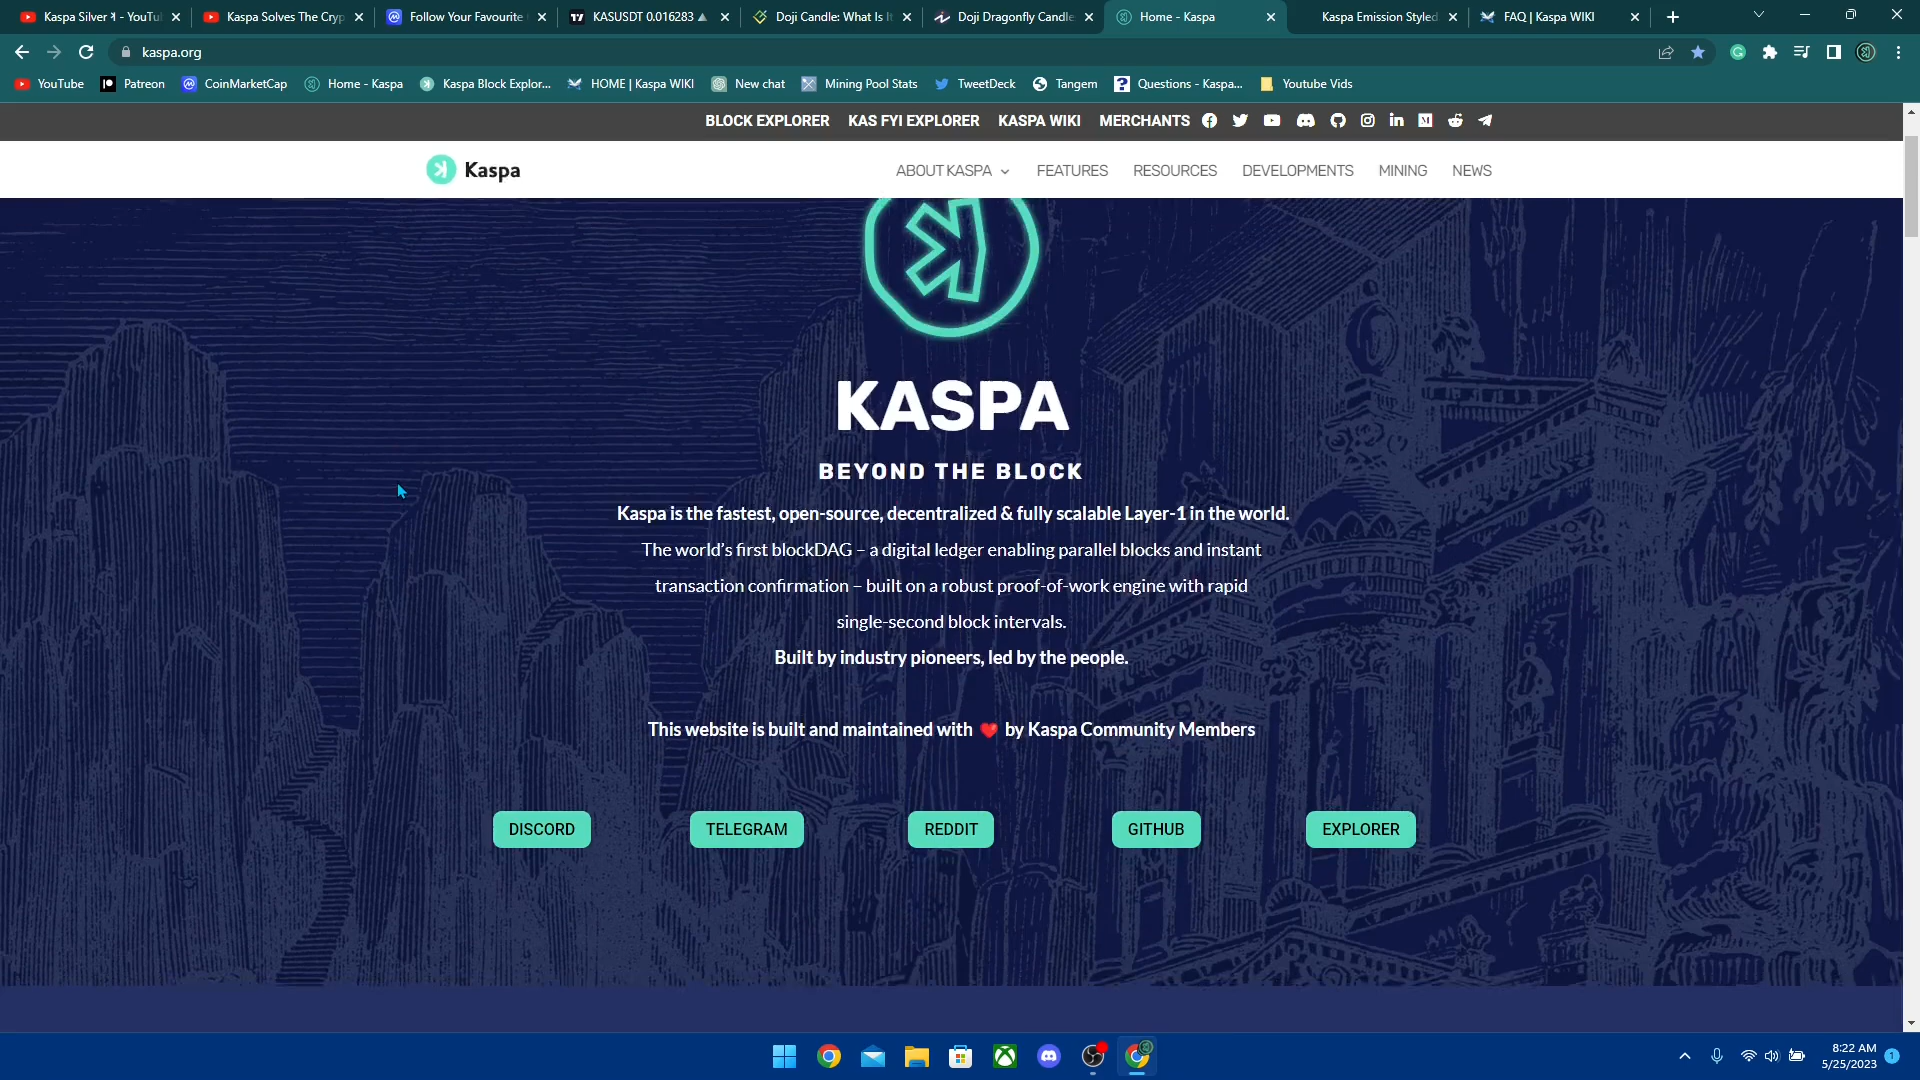 Kaspa Silver ꓘ - YouTu
Kaspa Solves The Cryp
Follow Your Favourite
KASUSDT 0.016283 ▲
Doji Candle: What Is It
Doji Dragonfly Candle
Home - Kaspa
Kaspa Emission Styled
FAQ | Kaspa WIKI
kaspa.org
YouTube
Patreon
CoinMarketCap
Home - Kaspa
Kaspa Block Explor...
HOME | Kaspa WIKI
New chat
Mining Pool Stats
TweetDeck
Tangem
Questions - Kaspa...
Youtube Vids
BLOCK EXPLORER KAS FYI EXPLORER KASPA WIKI MERCHANTS
Kaspa
ABOUT KASPA FEATURES RESOURCES DEVELOPMENTS MINING NEWS
KASPA
BEYOND THE BLOCK
Kaspa is the fastest, open-source, decentralized & fully scalable Layer-1 in the world.
The world's first blockDAG – a digital ledger enabling parallel blocks and instant
transaction confirmation – built on a robust proof-of-work engine with rapid
single-second block intervals.
Built by industry pioneers, led by the people.
This website is built and maintained with ❤️ by Kaspa Community Members
DISCORD
TELEGRAM
REDDIT
GITHUB
EXPLORER
8:22 AM
5/25/2023
1